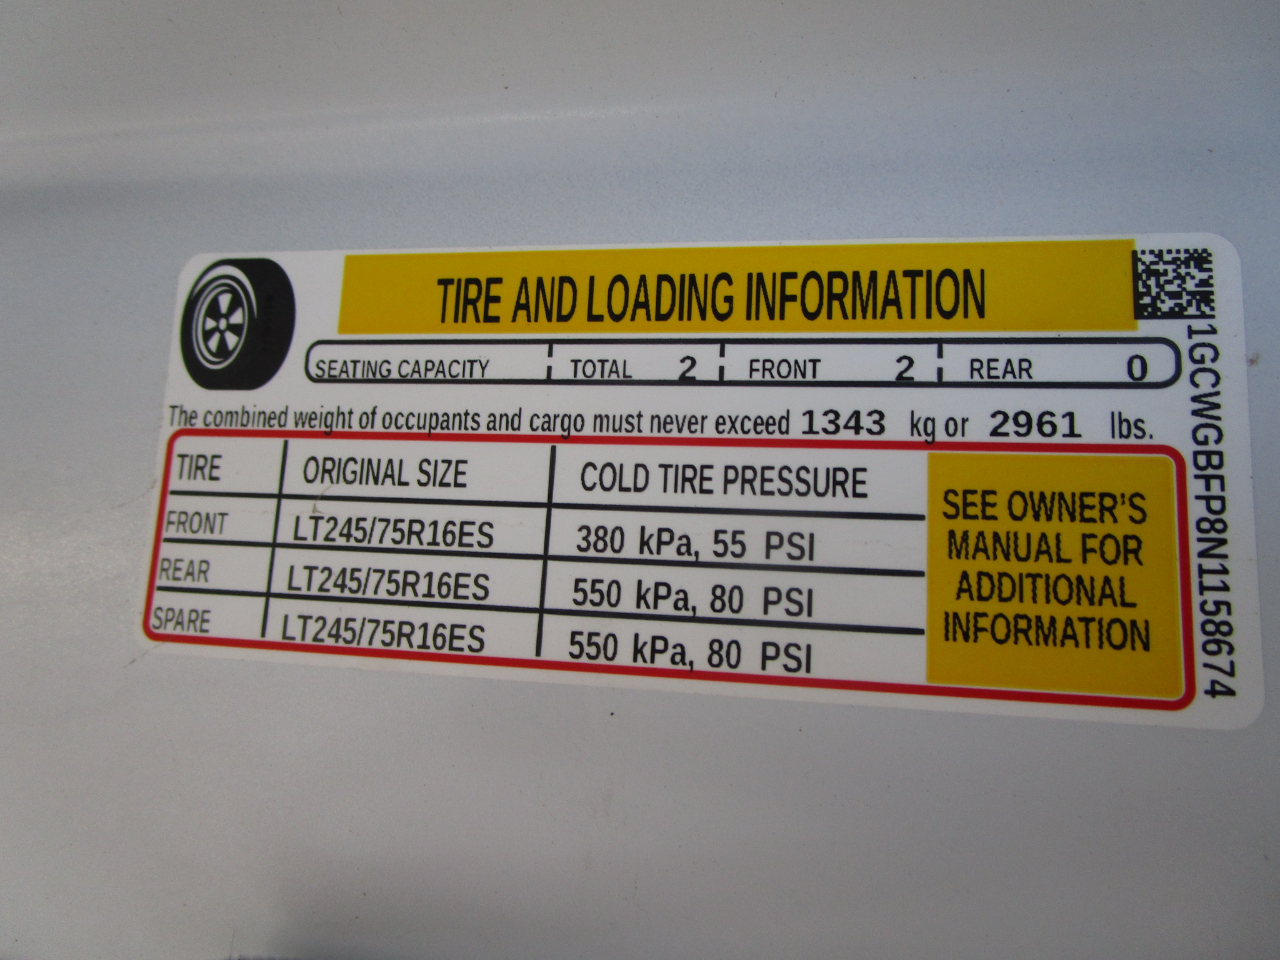 TIRE AND LOADING INFORMATION
SEATING CAPACITY TOTAL 2 FRONT 2 REAR 0
The combined weight of occupants and cargo must never exceed 1343 kg or 2961 lbs.
TIRE ORIGINAL SIZE COLD TIRE PRESSURE
FRONT LT245/75R16ES 380 kPa, 55 PSI
REAR LT245/75R16ES 550 kPa, 80 PSI
SPARE LT245/75R16ES 550 kPa, 80 PSI
SEE OWNER'S
MANUAL FOR
ADDITIONAL
INFORMATION
1GCWGBFP8N1158674